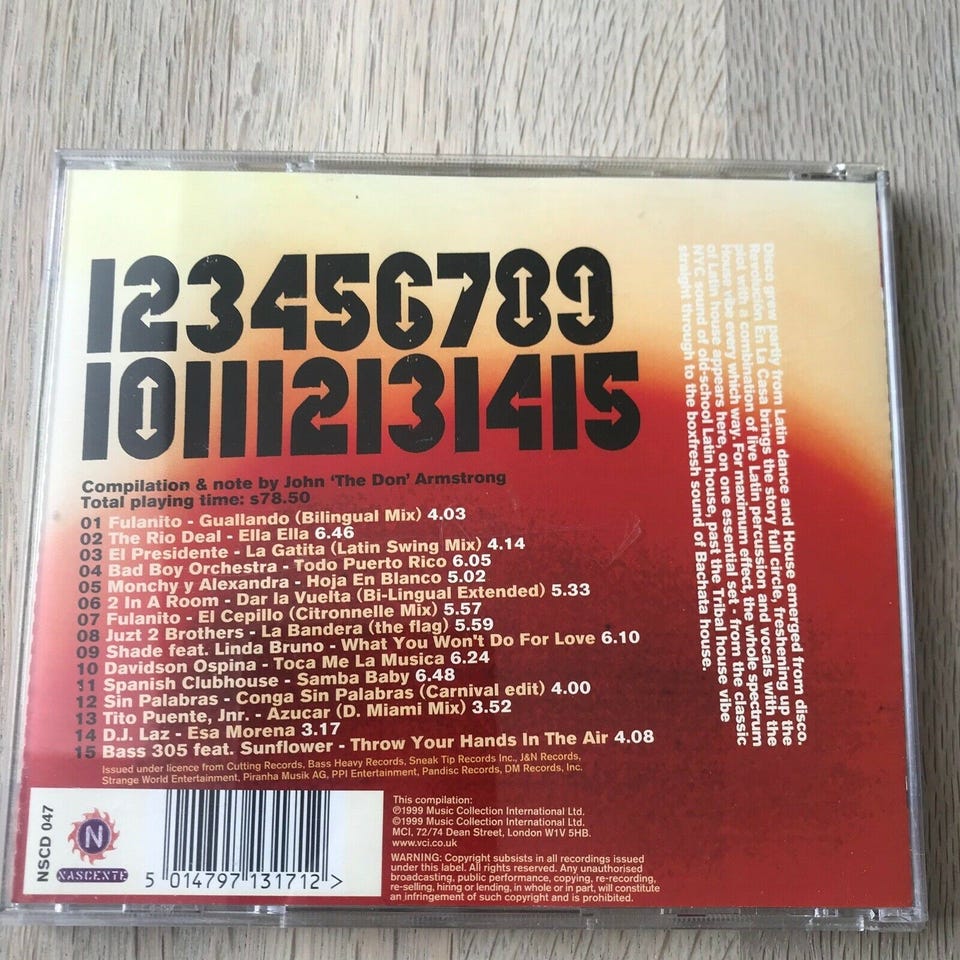 123456789
101112131415
Compilation & note by John 'The Don' Armstrong
Total playing time: s78.50
01 Fulanito - Guallando (Bilingual Mix) 4.03
02 The Rio Deal - Ella Ella 6.46
03 El Presidente - La Gatita (Latin Swing Mix) 4.14
04 Bad Boy Orchestra - Todo Puerto Rico 6.05
05 Monchy y Alexandra - Hoja En Blanco 5.02
06 2 In A Room - Dar la Vuelta (Bi-Lingual Extended) 5.33
07 Fulanito - El Cepillo (Citronnelle Mix) 5.57
08 Juzt 2 Brothers - La Bandera (the flag) 5.59
09 Shade feat. Linda Bruno - What You Won't Do For Love 6.10
10 Davidson Ospina - Toca Me La Musica 6.24
11 Spanish Clubhouse - Samba Baby 6.48
12 Sin Palabras - Conga Sin Palabras (Carnival edit) 4.00
13 Tito Puente, Jnr. - Azucar (D. Miami Mix) 3.52
14 D.J. Laz - Esa Morena 3.17
15 Bass 305 feat. Sunflower - Throw Your Hands In The Air 4.08
Issued under licence from Cutting Records, Bass Heavy Records, Sneak Tip Records Inc., J&N Records,
Strange World Entertainment, Piranha Musik AG, PPI Entertainment, Pandisc Records, DM Records, Inc.
Disco grew partly from Latin dance and House emerged from disco.
Revolución: En La Casa brings the story full circle, freshening up the
plot with a combination of live Latin percussion and vocals with the
House vibe every which way. For maximum effect, the whole spectrum
of Latin house appears here, on one essential set - from the classic
NYC sound of old-school Latin house, past the Tribal house vibe
straight through to the boxfresh sound of Bachata house.
NSCD 047
N
NASCENTE
5 014797 131712 >
This compilation:
℗1999 Music Collection International Ltd.
©1999 Music Collection International Ltd.
MCI, 72/74 Dean Street, London W1V 5HB.
www.vci.co.uk
WARNING: Copyright subsists in all recordings issued
under this label. All rights reserved. Any unauthorised
broadcasting, public performance, copying, re-recording,
re-selling, hiring or lending, in whole or in part, will constitute
an infringement of such copyright and is prohibited.